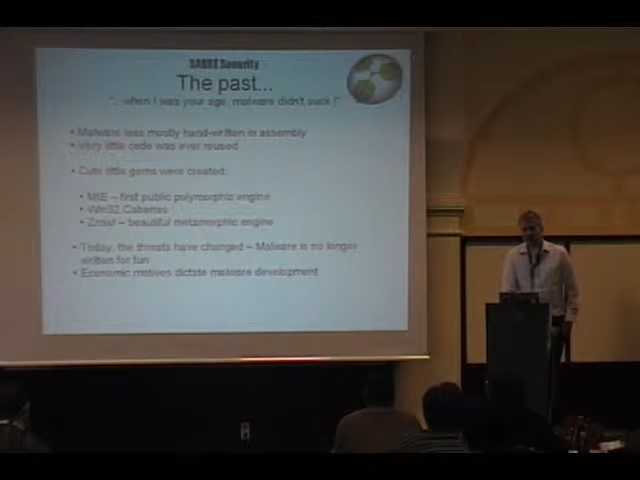 SABRE Security
The past...
"...when I was your age, malware didn't suck !"
• Malware was mostly hand-written in assembly
• Very little code was ever reused
• Cute little gems were created:
• MtE – first public polymorphic engine
• Win32.Cabanas
• Zmist – beautiful metamorphic engine
• Today, the threats have changed – Malware is no longer
written for fun
• Economic motives dictate malware development